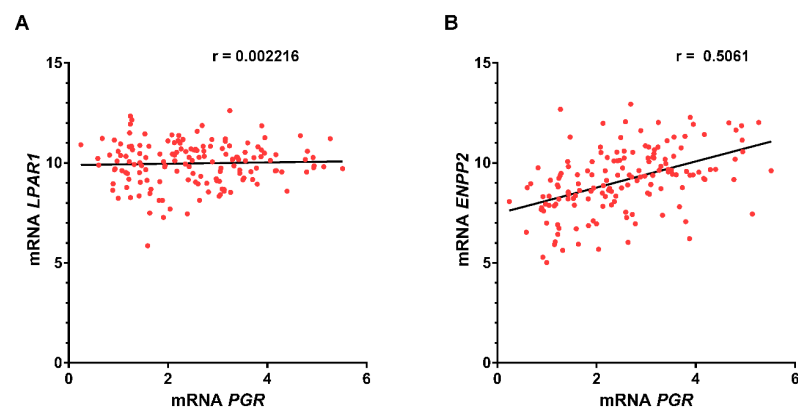 A
r = 0.002216
15
10
5
0
mRNA LPAR1
0 2 4 6
mRNA PGR
B
r = 0.5061
15
10
5
0
mRNA ENPP2
0 2 4 6
mRNA PGR